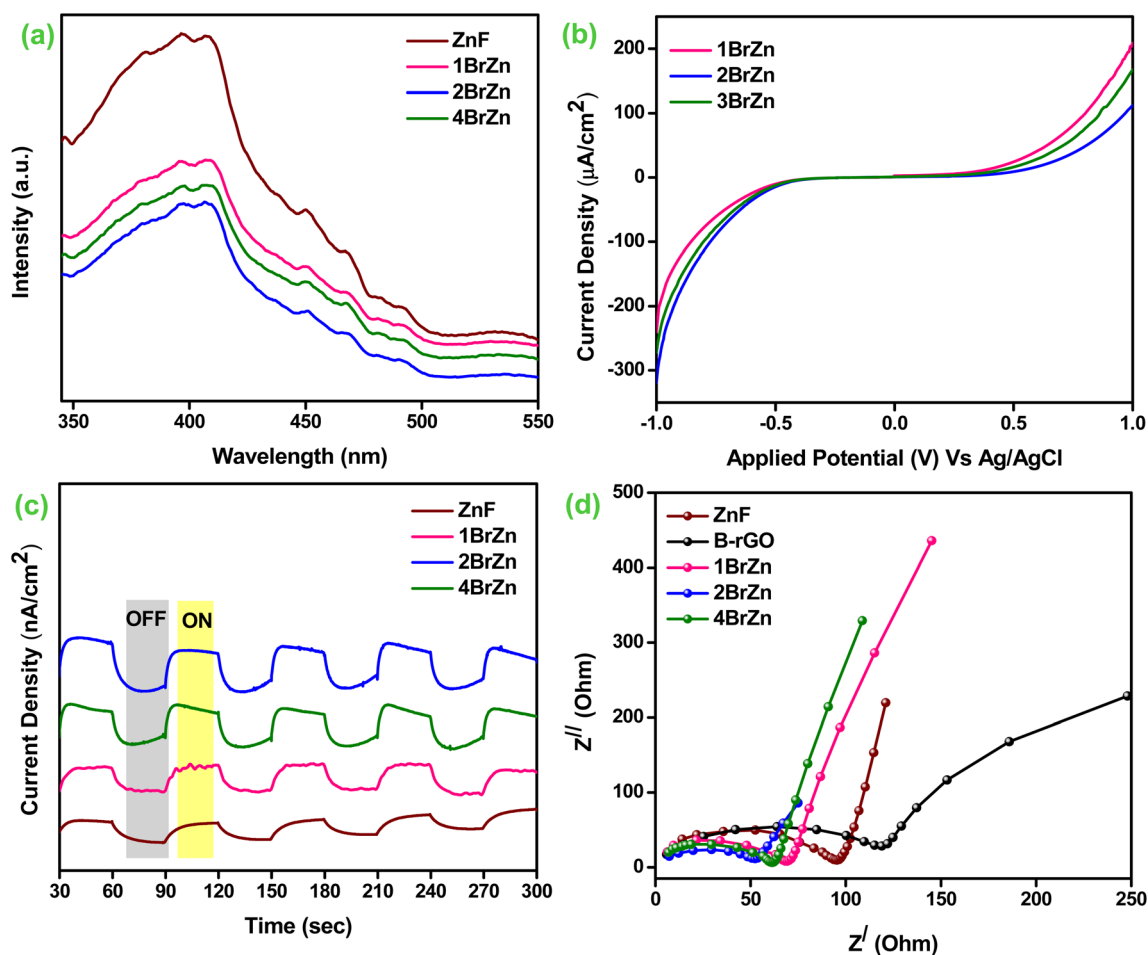 (a)
ZnF
1BrZn
2BrZn
4BrZn
Intensity (a.u.)
350 400 450 500 550
Wavelength (nm)
(b)
1BrZn
2BrZn
3BrZn
Current Density (µA/cm²)
200
100
0
-100
-200
-300
-1.0 -0.5 0.0 0.5 1.0
Applied Potential (V) Vs Ag/AgCl
(c)
ZnF
1BrZn
2BrZn
4BrZn
OFF ON
Current Density (nA/cm²)
30 60 90 120 150 180 210 240 270 300
Time (sec)
(d)
ZnF
B-rGO
1BrZn
2BrZn
4BrZn
Z// (Ohm)
500
400
300
200
100
0
0 50 100 150 200 250
Z/ (Ohm)